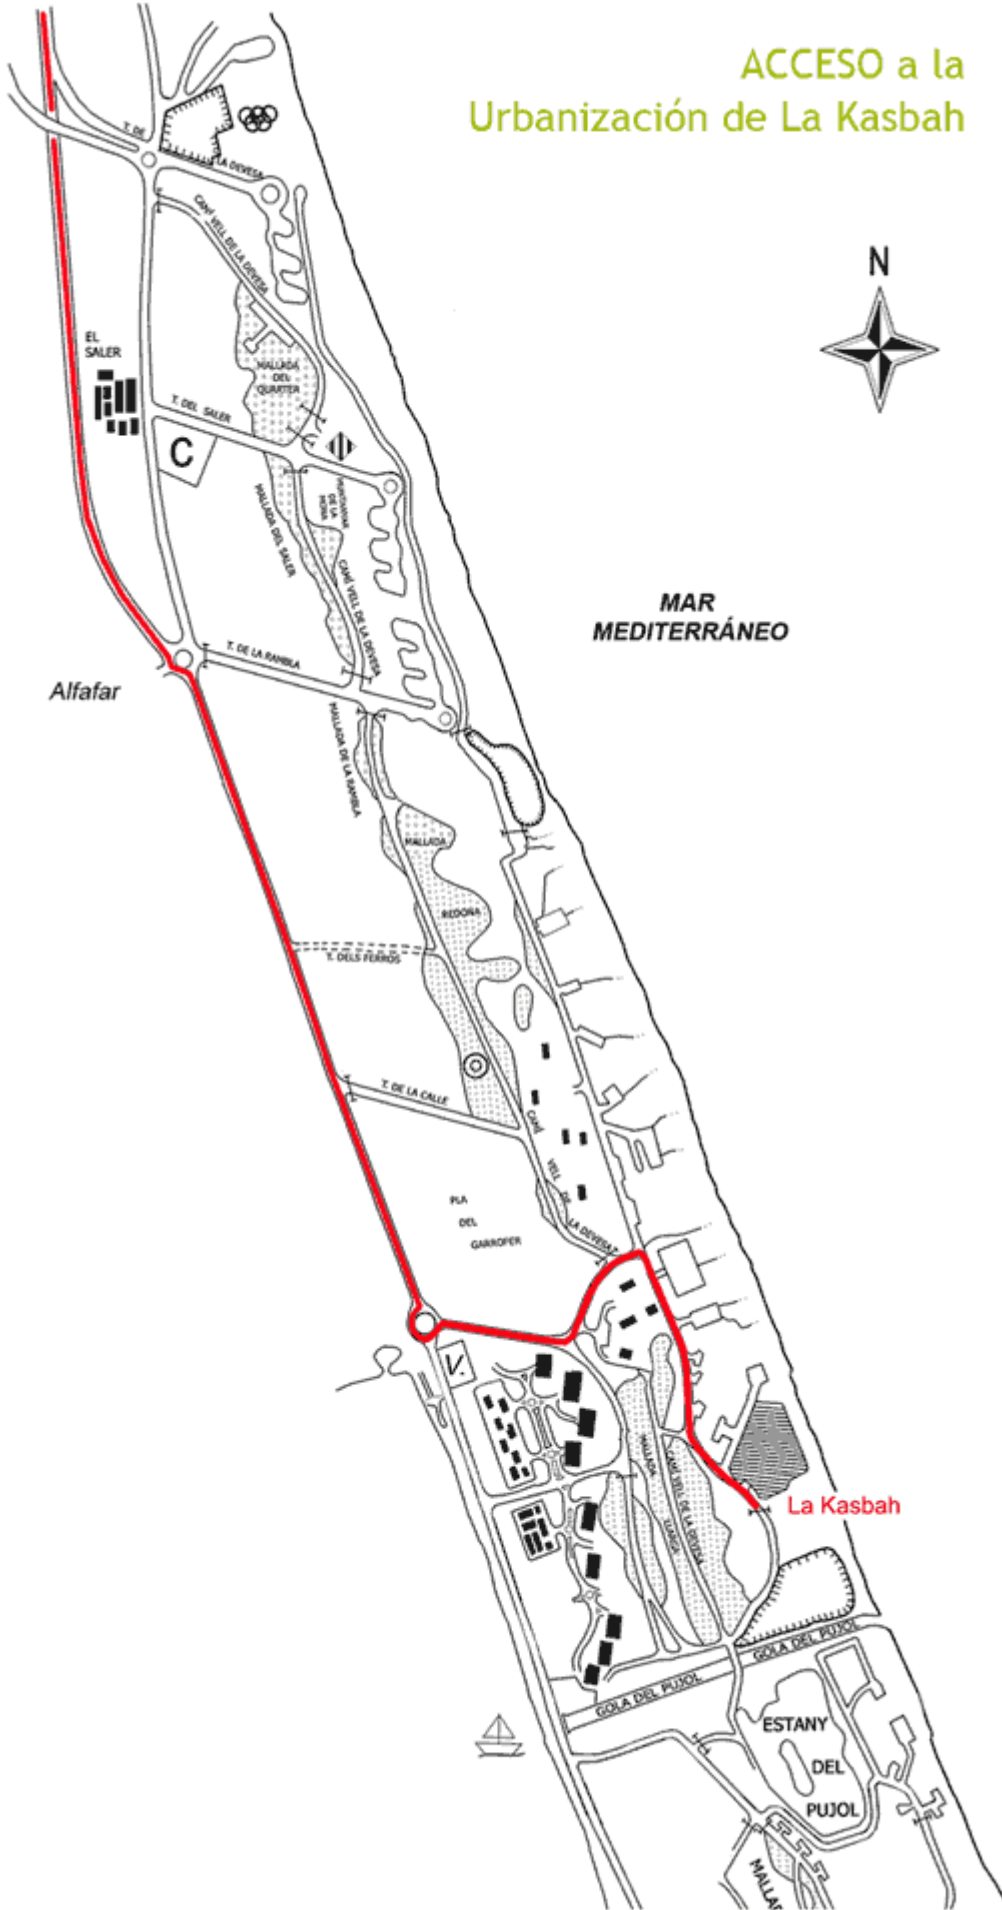 ACCESO a la
Urbanización de La Kasbah
N
T. DE
LA DEVESA
CAMÍ VELL DE LA DEVESA
EL
SALER
MALLADA
DEL
QUARTER
T. DEL SALER
C
MALLADA DEL SALER
DE LA
CAMÍ VELL DE LA DEVESA
MAR
MEDITERRÁNEO
T. DE LA RAMBLA
Alfafar
MALLADA DE LA RAMBLA
MALLADA
REDONA
T. DELS FERROS
T. DE LA CALLE
CAMÍ
VELL DE
LA DEVESA
PLA
DEL
GARROFER
V.
MALLADA
LLARGA
CAMÍ VELL DE LA DEVESA
La Kasbah
GOLA DEL PUJOL
GOLA DEL PUJOL
ESTANY
DEL
PUJOL
MALLAD